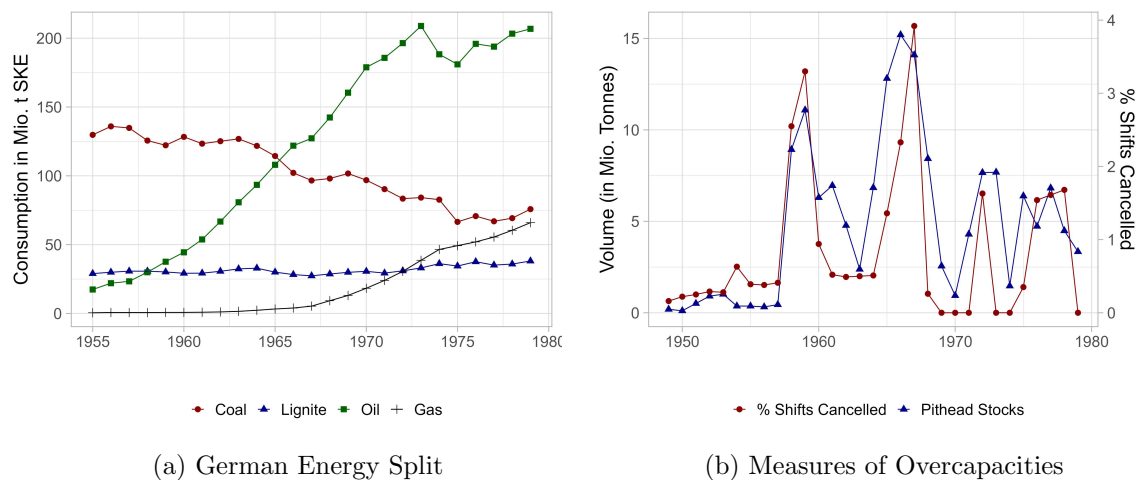 Consumption in Mio. t SKE
200
150
100
50
0
1955 1960 1965 1970 1975 1980
Coal Lignite Oil Gas
(a) German Energy Split
Volume (in Mio. Tonnes)
15
10
5
0
4
3
2
1
0
% Shifts Cancelled
1950 1960 1970 1980
% Shifts Cancelled Pithead Stocks
(b) Measures of Overcapacities